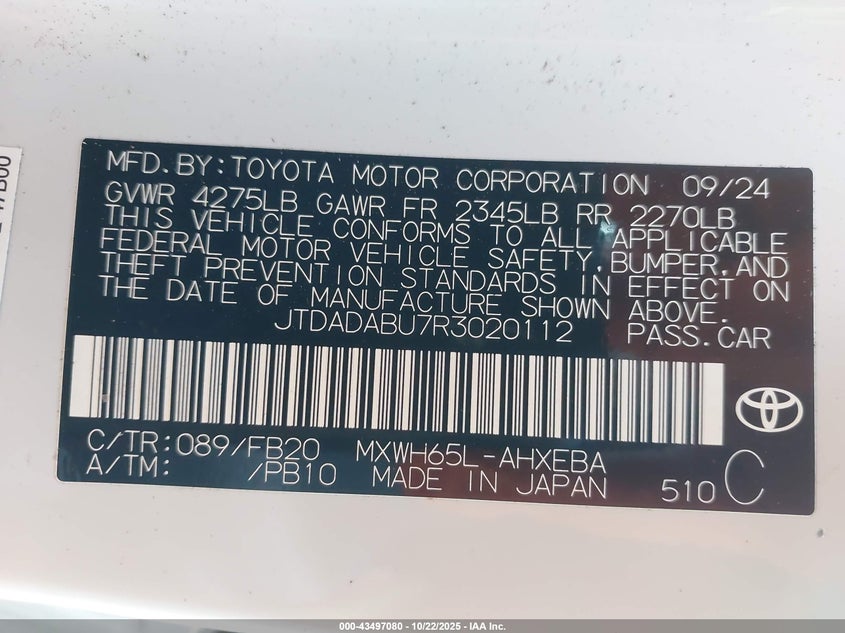 MFD.BY:TOYOTA MOTOR CORPORATION 09/24
GVWR 4275LB GAWR FR 2345LB RR 2270LB
THIS VEHICLE CONFORMS TO ALL APPLICABLE
FEDERAL MOTOR VEHICLE SAFETY,BUMPER,AND
THEFT PREVENTION STANDARDS IN EFFECT ON
THE DATE OF MANUFACTURE SHOWN ABOVE.
JTDADABU7R3020112 PASS.CAR
C/TR:089/FB20 MXWH65L-AHXEBA
A/TM: /PB10 MADE IN JAPAN 510 C
000-43497080 - 10/22/2025 - IAA Inc.